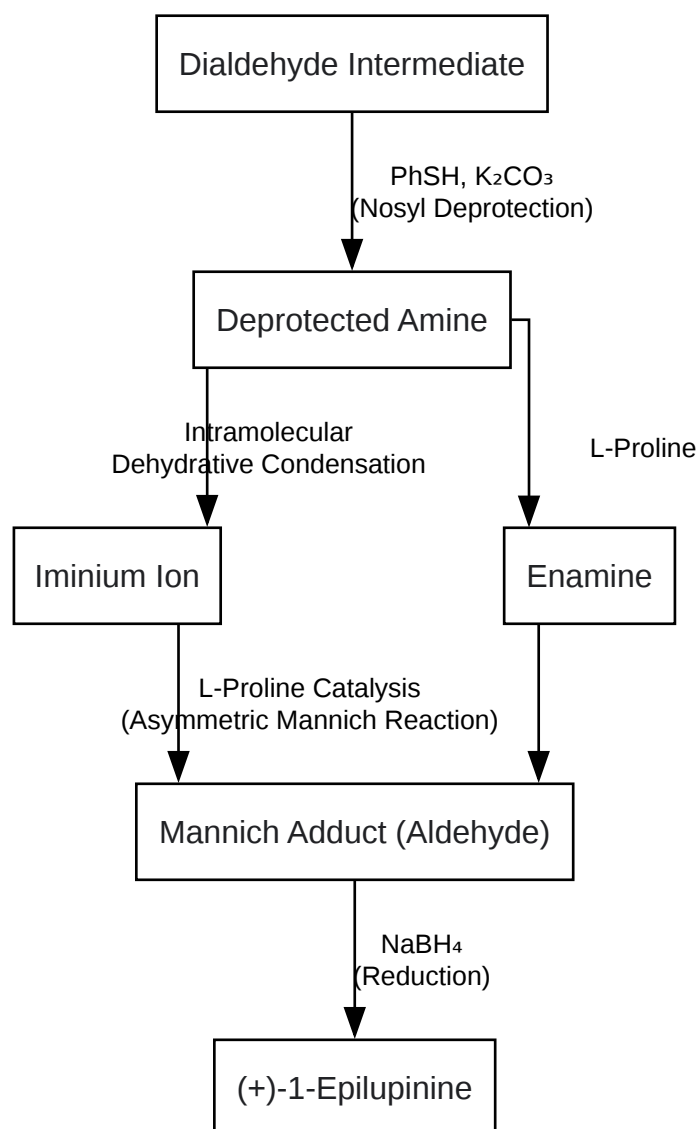 Dialdehyde Intermediate
PhSH, K₂CO₃
(Nosyl Deprotection)
Deprotected Amine
Intramolecular
Dehydrative Condensation
L-Proline
Iminium Ion
Enamine
L-Proline Catalysis
(Asymmetric Mannich Reaction)
Mannich Adduct (Aldehyde)
NaBH₄
(Reduction)
(+)-1-Epilupinine